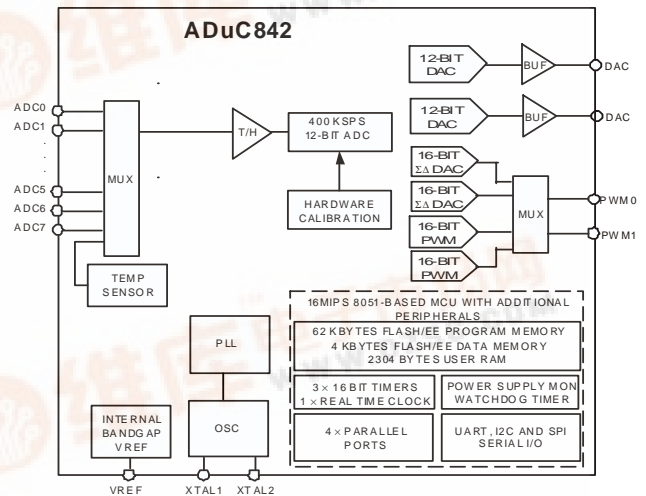 ADuC842
ADC0
ADC1
ADC5
ADC6
ADC7
MUX
TEMP
SENSOR
T/H
400 KSPS
12-BIT ADC
HARDWARE
CALIBRATION
12-BIT
DAC
BUF
DAC
12-BIT
DAC
BUF
DAC
16-BIT
ΣΔ DAC
16-BIT
ΣΔ DAC
16-BIT
PWM
16-BIT
PWM
MUX
PWM0
PWM1
PLL
OSC
INTERNAL
BANDGAP
VREF
VREF
XTAL1
XTAL2
16MIPS 8051-BASED MCU WITH ADDITIONAL
PERIPHERALS
62 KBYTES FLASH/EE PROGRAM MEMORY
4 KBYTES FLASH/EE DATA MEMORY
2304 BYTES USER RAM
3 × 16 BIT TIMERS
1 × REAL TIME CLOCK
POWER SUPPLY MON
WATCHDOG TIMER
4 × PARALLEL
PORTS
UART, I2C AND SPI
SERIAL I/O